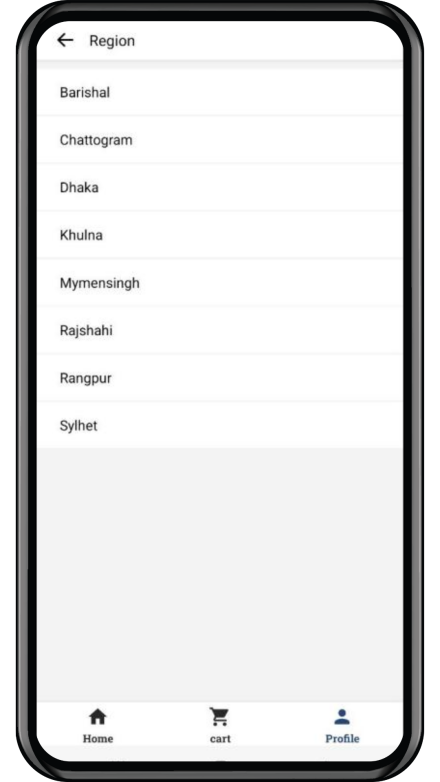 Region
Barishal
Chattogram
Dhaka
Khulna
Mymensingh
Rajshahi
Rangpur
Sylhet
Home cart Profile